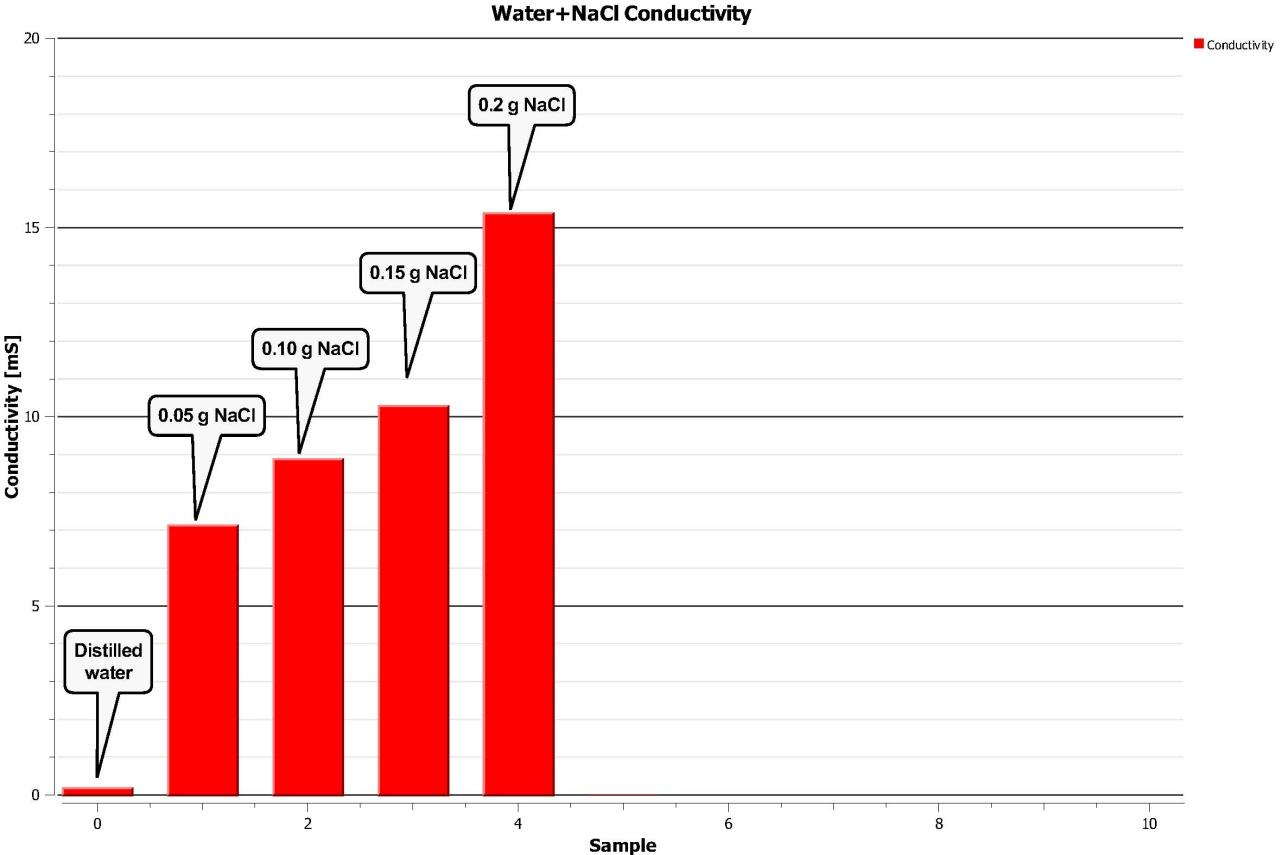 Water+NaCl Conductivity
Conductivity
20
15
10
5
0
Conductivity [mS]
0.2 g NaCl
0.15 g NaCl
0.10 g NaCl
0.05 g NaCl
Distilled
water
0
2
4
6
8
10
Sample